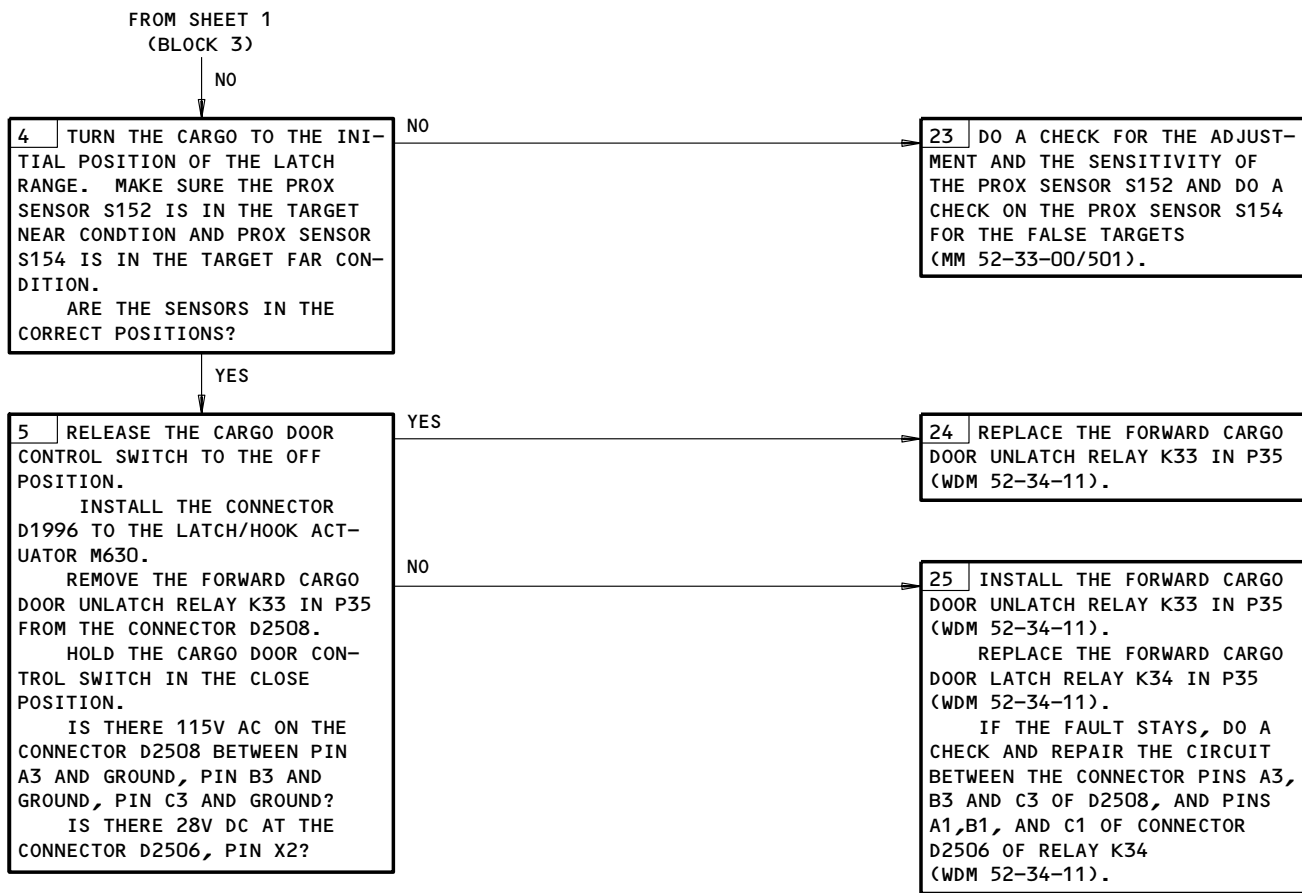 FROM SHEET 1
(BLOCK 3)
NO
4 TURN THE CARGO TO THE INI-
TIAL POSITION OF THE LATCH
RANGE. MAKE SURE THE PROX
SENSOR S152 IS IN THE TARGET
NEAR CONDTION AND PROX SENSOR
S154 IS IN THE TARGET FAR CON-
DITION.
ARE THE SENSORS IN THE
CORRECT POSITIONS?
NO
23 DO A CHECK FOR THE ADJUST-
MENT AND THE SENSITIVITY OF
THE PROX SENSOR S152 AND DO A
CHECK ON THE PROX SENSOR S154
FOR THE FALSE TARGETS
(MM 52-33-00/501).
YES
5 RELEASE THE CARGO DOOR
CONTROL SWITCH TO THE OFF
POSITION.
INSTALL THE CONNECTOR
D1996 TO THE LATCH/HOOK ACT-
UATOR M630.
REMOVE THE FORWARD CARGO
DOOR UNLATCH RELAY K33 IN P35
FROM THE CONNECTOR D2508.
HOLD THE CARGO DOOR CON-
TROL SWITCH IN THE CLOSE
POSITION.
IS THERE 115V AC ON THE
CONNECTOR D2508 BETWEEN PIN
A3 AND GROUND, PIN B3 AND
GROUND, PIN C3 AND GROUND?
IS THERE 28V DC AT THE
CONNECTOR D2506, PIN X2?
YES
24 REPLACE THE FORWARD CARGO
DOOR UNLATCH RELAY K33 IN P35
(WDM 52-34-11).
NO
25 INSTALL THE FORWARD CARGO
DOOR UNLATCH RELAY K33 IN P35
(WDM 52-34-11).
REPLACE THE FORWARD CARGO
DOOR LATCH RELAY K34 IN P35
(WDM 52-34-11).
IF THE FAULT STAYS, DO A
CHECK AND REPAIR THE CIRCUIT
BETWEEN THE CONNECTOR PINS A3,
B3 AND C3 OF D2508, AND PINS
A1,B1, AND C1 OF CONNECTOR
D2506 OF RELAY K34
(WDM 52-34-11).